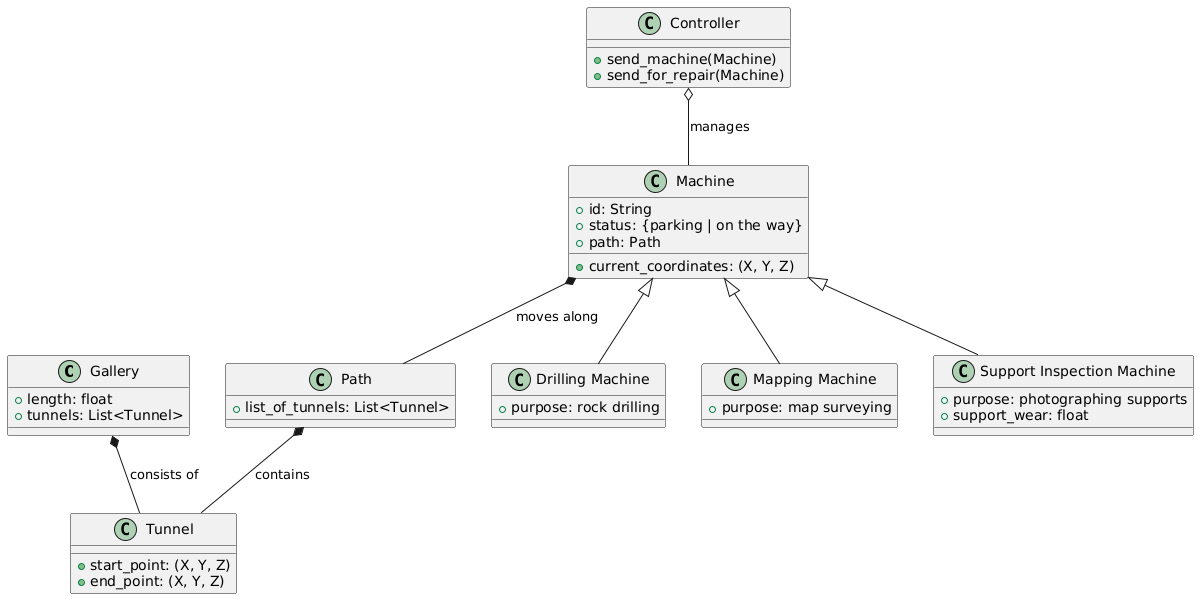 C Controller
send_machine(Machine)
send_for_repair(Machine)
manages
C Machine
id: String
status: {parking | on the way}
path: Path
current_coordinates: (X, Y, Z)
moves along
C Gallery
length: float
tunnels: List<Tunnel>
C Path
list_of_tunnels: List<Tunnel>
C Drilling Machine
purpose: rock drilling
C Mapping Machine
purpose: map surveying
C Support Inspection Machine
purpose: photographing supports
support_wear: float
consists of
contains
C Tunnel
start_point: (X, Y, Z)
end_point: (X, Y, Z)